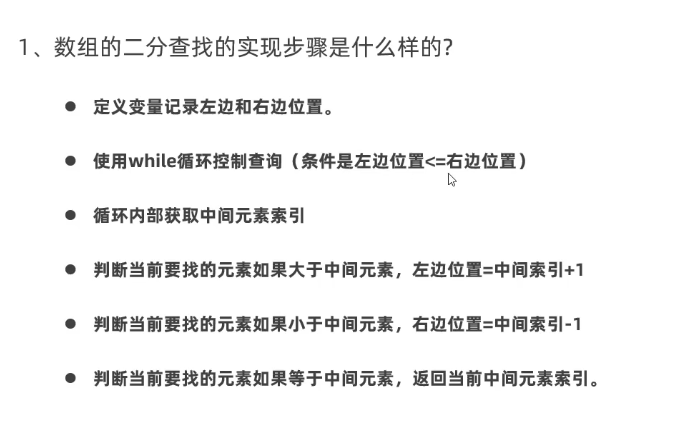 1、数组的二分查找的实现步骤是什么样的?
● 定义变量记录左边和右边位置。
● 使用while循环控制查询（条件是左边位置<=右边位置）
● 循环内部获取中间元素索引
● 判断当前要找的元素如果大于中间元素，左边位置=中间索引+1
● 判断当前要找的元素如果小于中间元素，右边位置=中间索引-1
● 判断当前要找的元素如果等于中间元素，返回当前中间元素索引。